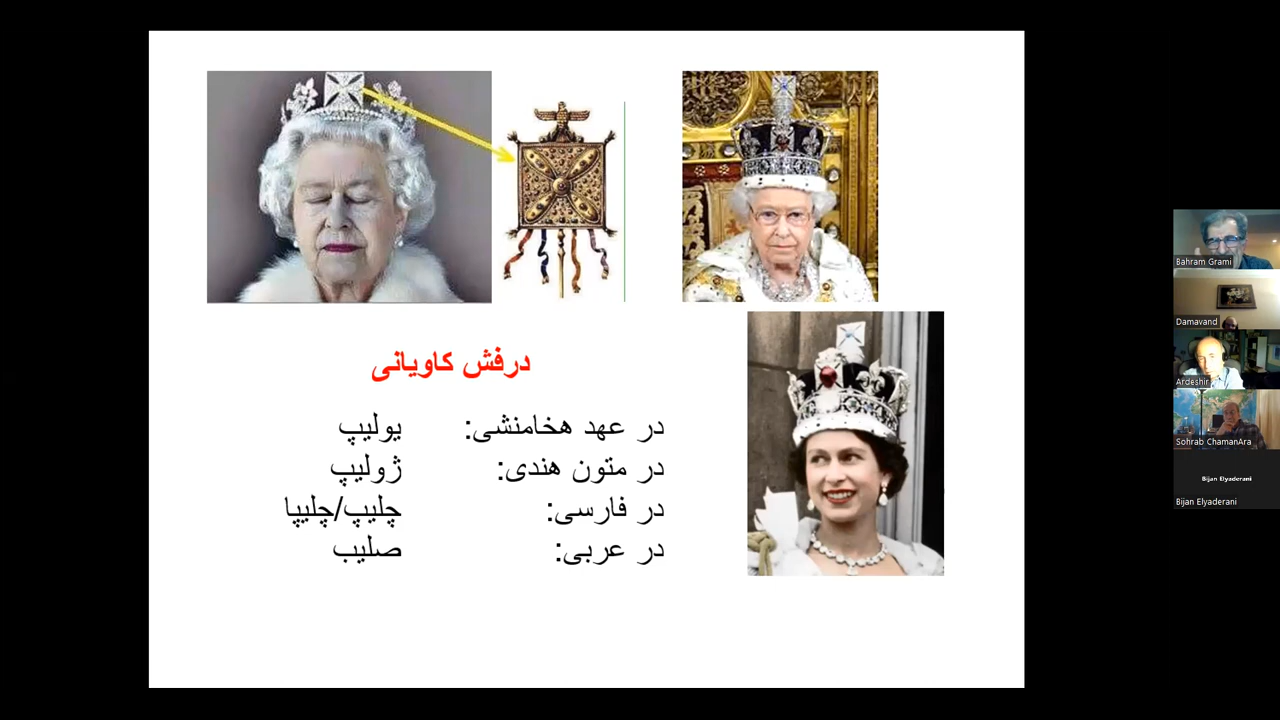 درفش کاویانی
در عهد هخامنشی: یولیپ
در متون هندی: ژولیپ
در فارسی: چلیپ/چلیپا
در عربی: صلیب
Bahram Grami
Damavand
Ardeshir
Sohrab ChamanAra
Bijan Elyaderani
Bijan Elyaderani